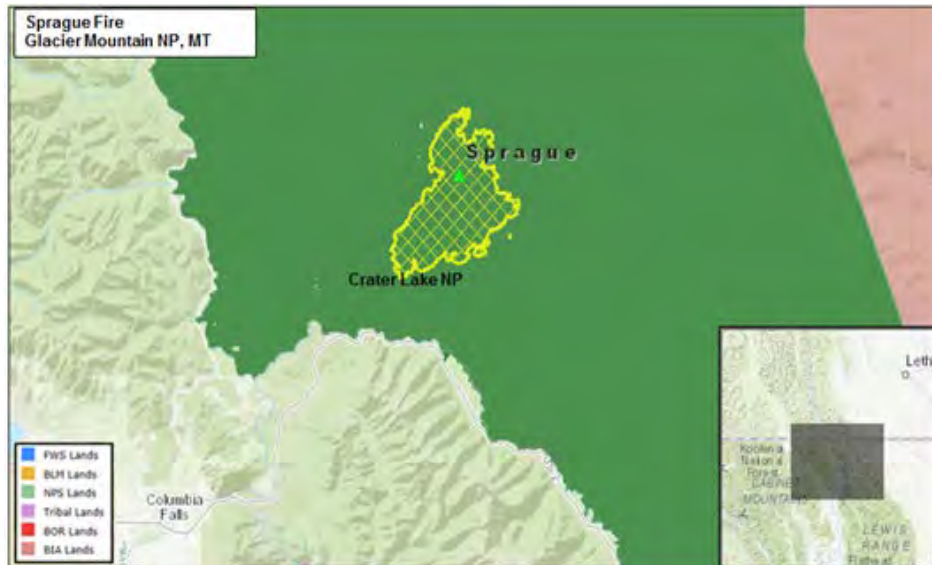 Sprague Fire
Glacier Mountain NP, MT
Sprague
Crater Lake NP
FWS Lands
BLM Lands
NPS Lands
Tribal Lands
BOR Lands
BIA Lands
Columbia
Falls
Leth
Forest
MOUNTAINS
LEWIS
RANGE